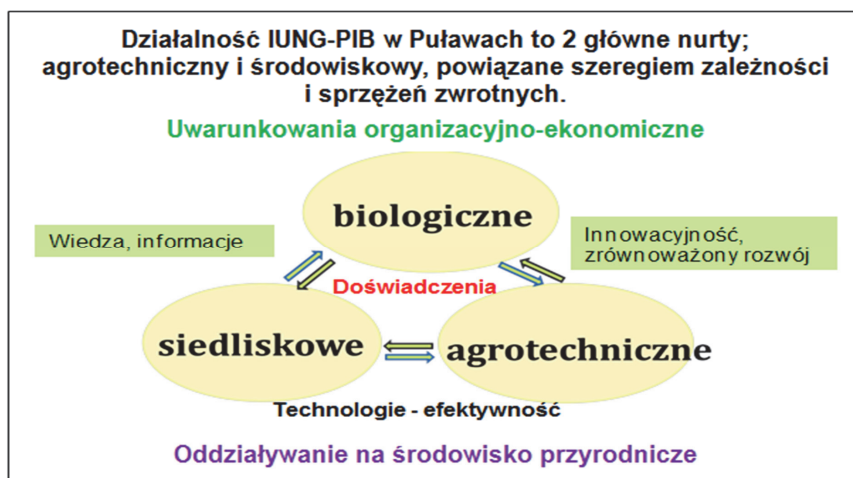 Działalność IUNG-PIB w Puławach to 2 główne nurty;
agrotechniczny i środowiskowy, powiązane szeregiem zależności
i sprzężeń zwrotnych.
Uwarunkowania organizacyjno-ekonomiczne
biologiczne
Wiedza, informacje
Innowacyjność,
zrównoważony rozwój
Doświadczenia
siedliskowe
agrotechniczne
Technologie - efektywność
Oddziaływanie na środowisko przyrodnicze